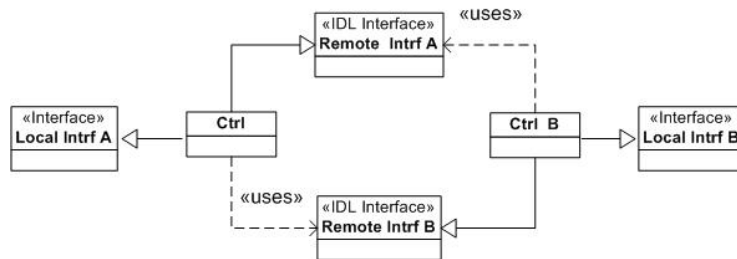 «uses»
«IDL Interface»
Remote Intrf A
«Interface»
Local Intrf A
Ctrl
Ctrl B
«Interface»
Local Intrf B
«uses»
«IDL Interface»
Remote Intrf B